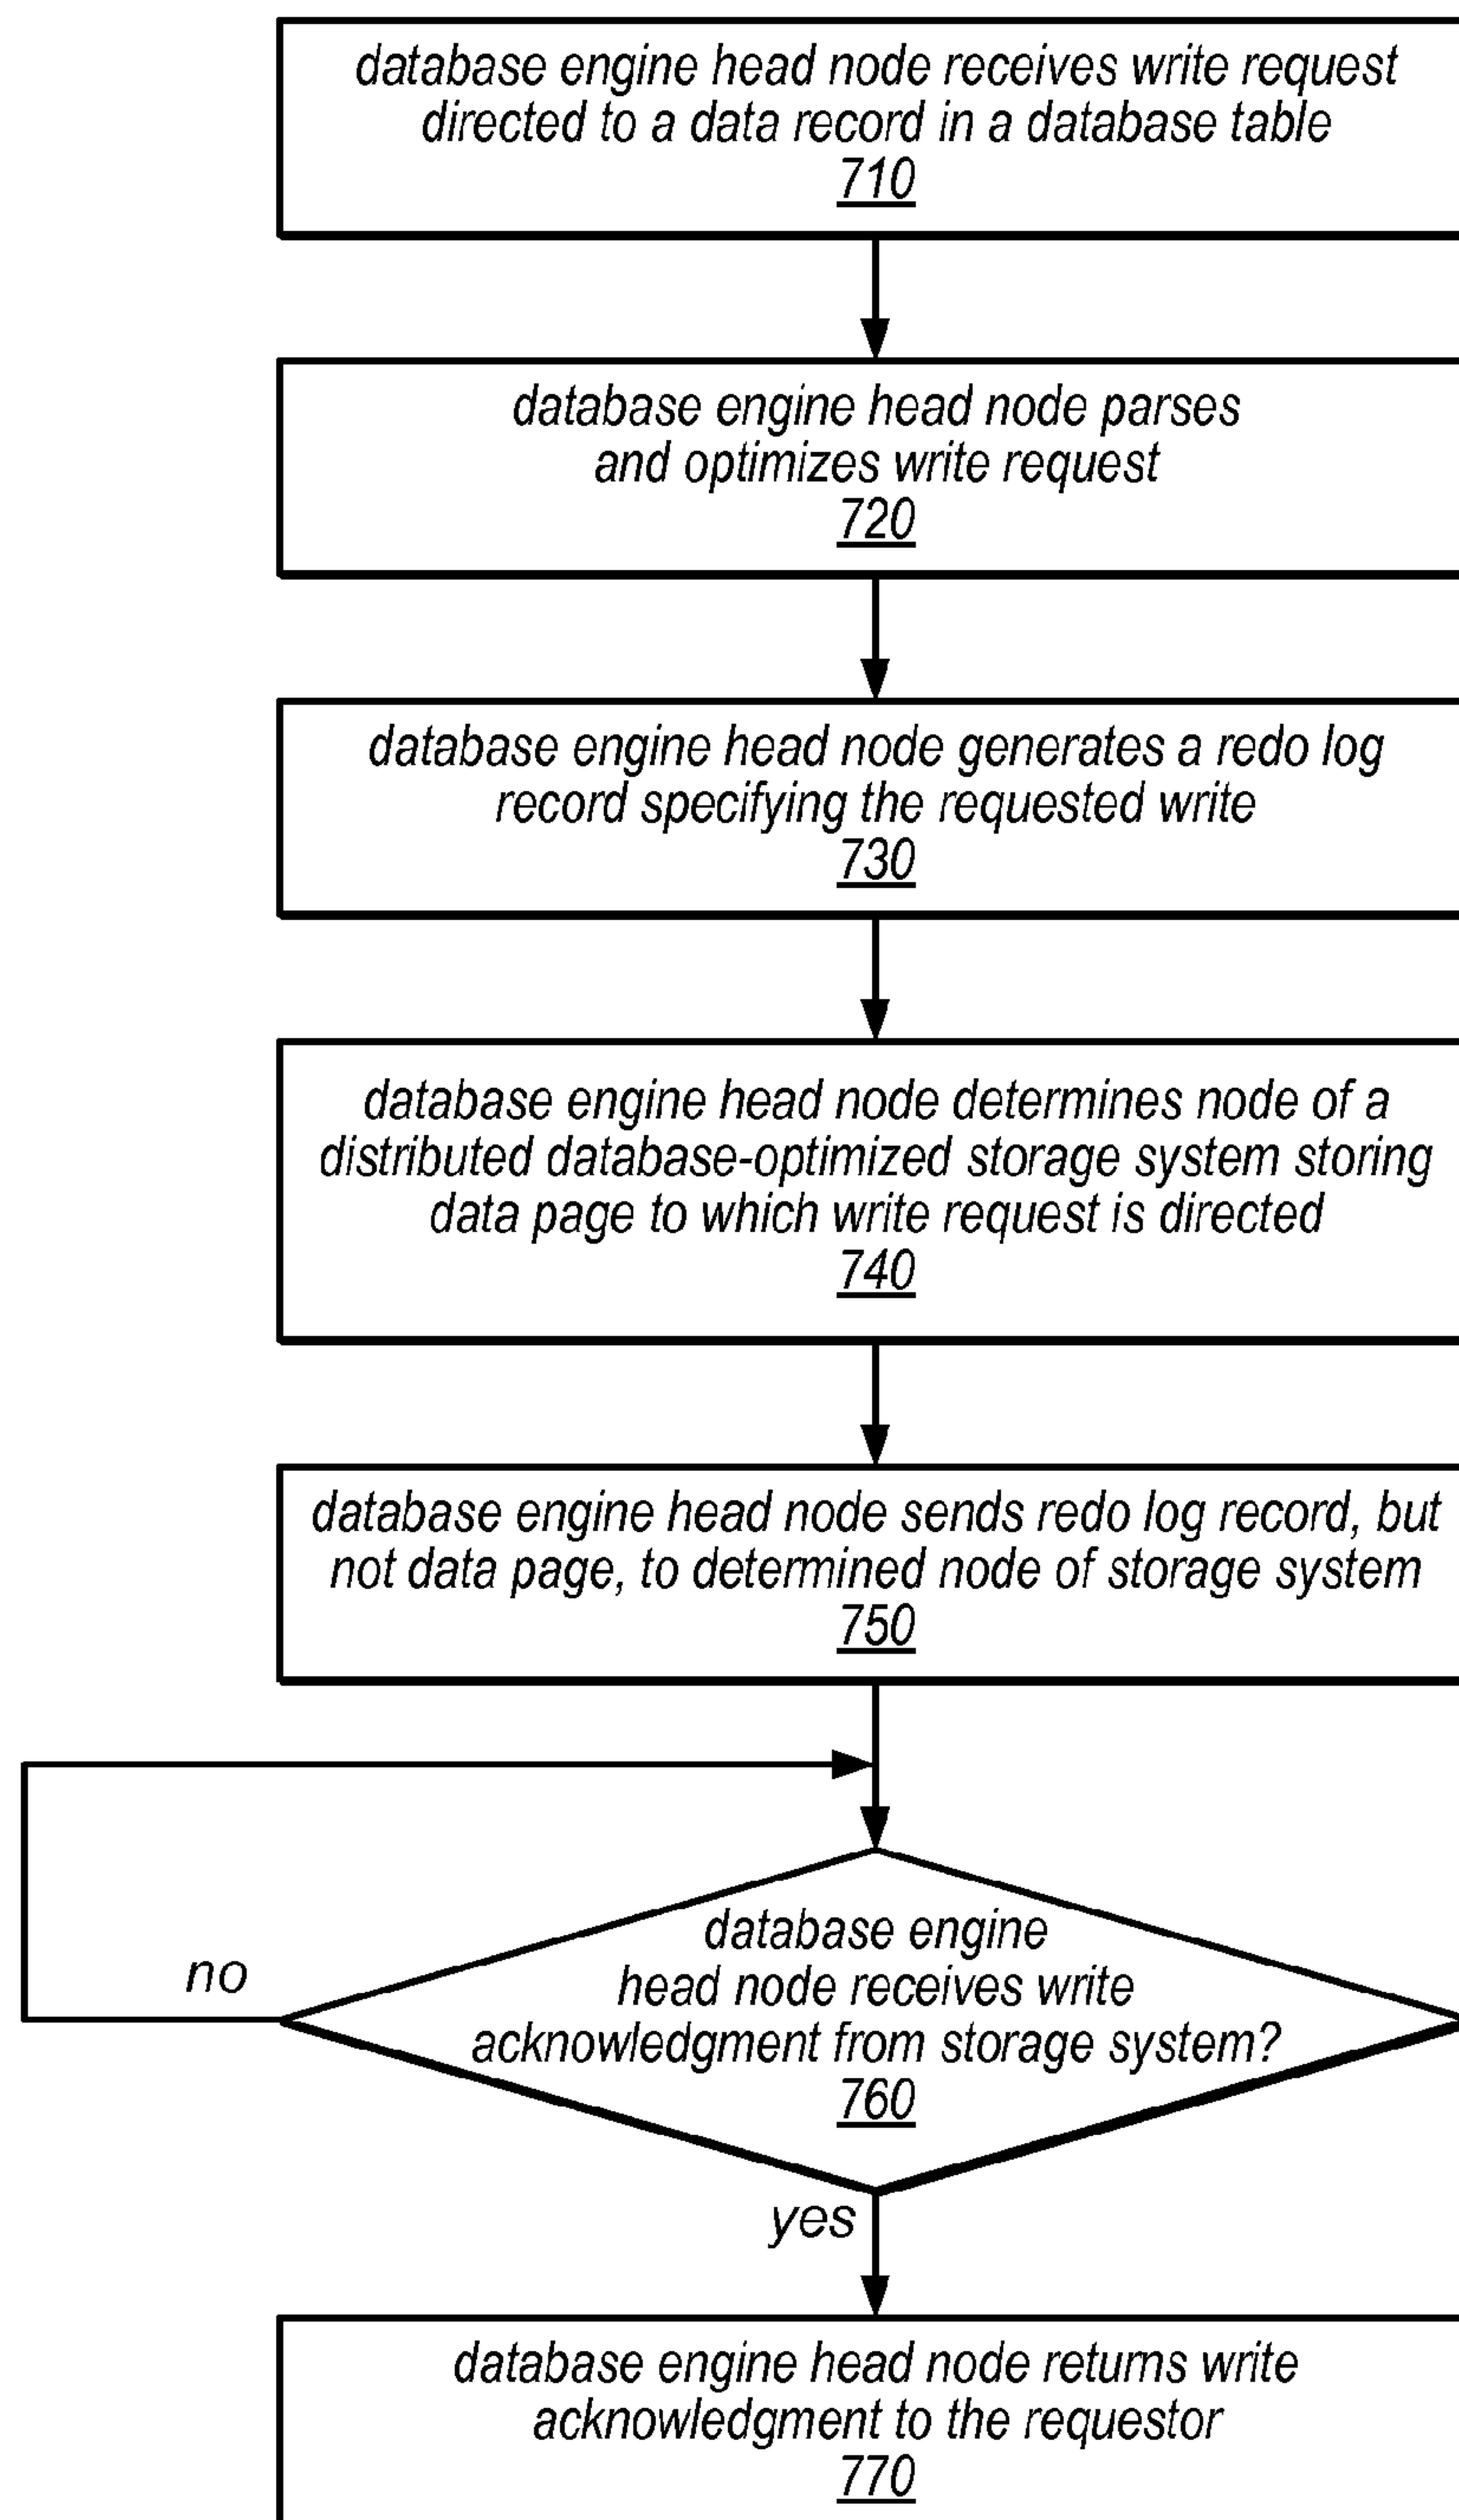 database engine head node receives write request
directed to a data record in a database table
710
database engine head node parses
and optimizes write request
720
database engine head node generates a redo log
record specifying the requested write
730
database engine head node determines node of a
distributed database-optimized storage system storing
data page to which write request is directed
740
database engine head node sends redo log record, but
not data page, to determined node of storage system
750
database engine
head node receives write
acknowledgment from storage system?
760
no
yes
database engine head node returns write
acknowledgment to the requestor
770